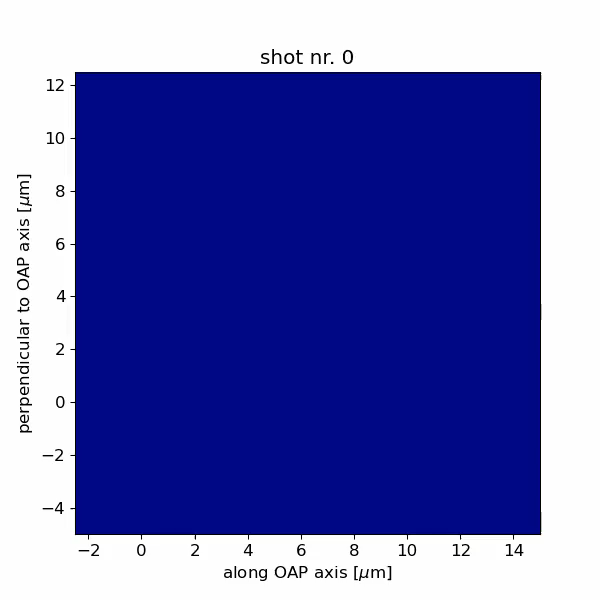 shot nr. 0
12
10
8
6
4
2
0
−2
−4
perpendicular to OAP axis [μm]
−2 0 2 4 6 8 10 12 14
along OAP axis [μm]